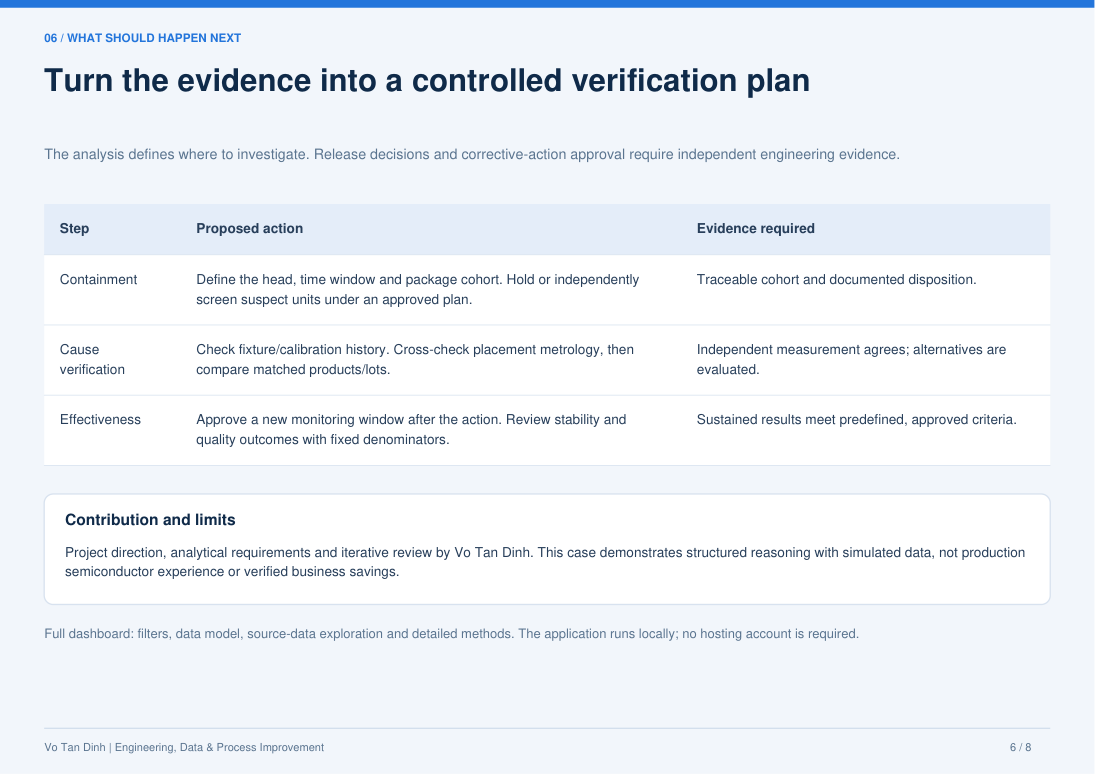 06 / WHAT SHOULD HAPPEN NEXT
Turn the evidence into a controlled verification plan
The analysis defines where to investigate. Release decisions and corrective-action approval require independent engineering evidence.
Step
Proposed action
Evidence required
Containment
Define the head, time window and package cohort. Hold or independently
screen suspect units under an approved plan.
Traceable cohort and documented disposition.
Cause
verification
Check fixture/calibration history. Cross-check placement metrology, then
compare matched products/lots.
Independent measurement agrees; alternatives are
evaluated.
Effectiveness
Approve a new monitoring window after the action. Review stability and
quality outcomes with fixed denominators.
Sustained results meet predefined, approved criteria.
Contribution and limits
Project direction, analytical requirements and iterative review by Vo Tan Dinh. This case demonstrates structured reasoning with simulated data, not production
semiconductor experience or verified business savings.
Full dashboard: filters, data model, source-data exploration and detailed methods. The application runs locally; no hosting account is required.
Vo Tan Dinh | Engineering, Data & Process Improvement
6 / 8